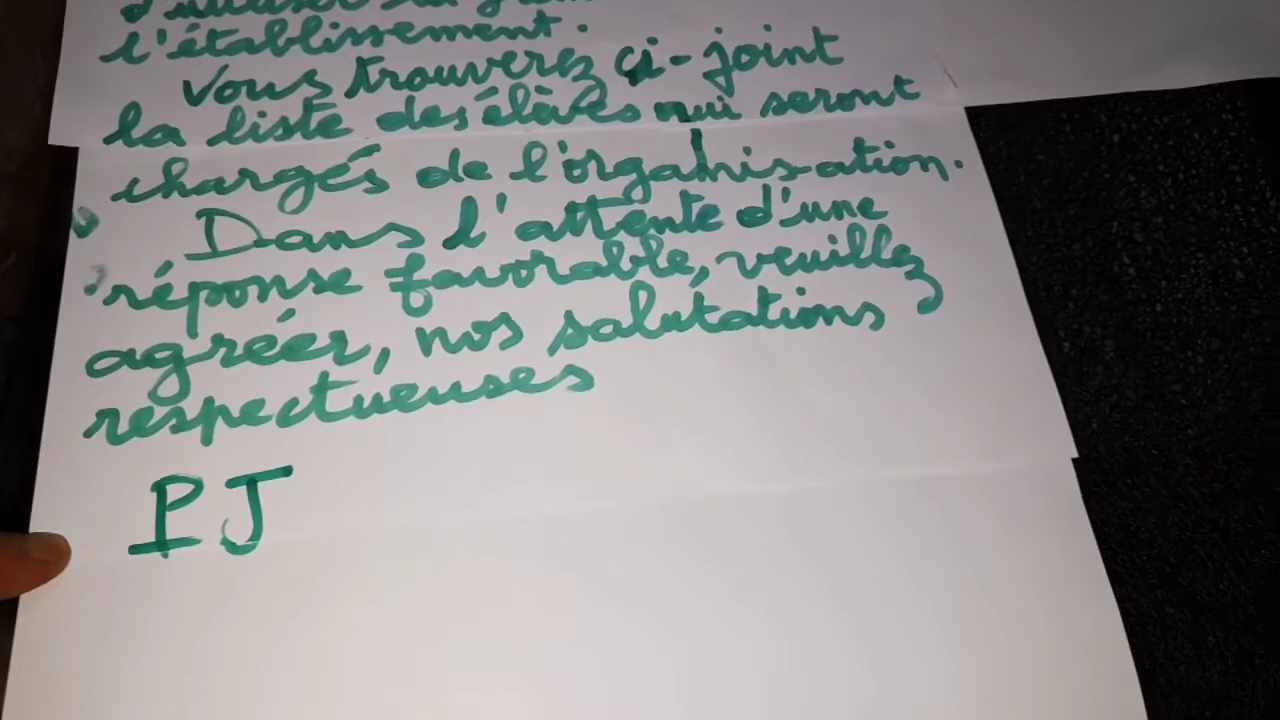 d'utiliser
l'établissement.
Vous trouverez ci-joint
la liste des élèves qui seront
chargés de l'organisation.
Dans l'attente d'une
réponse favorable, veuillez
agréer, nos salutations
respectueuses
PJ